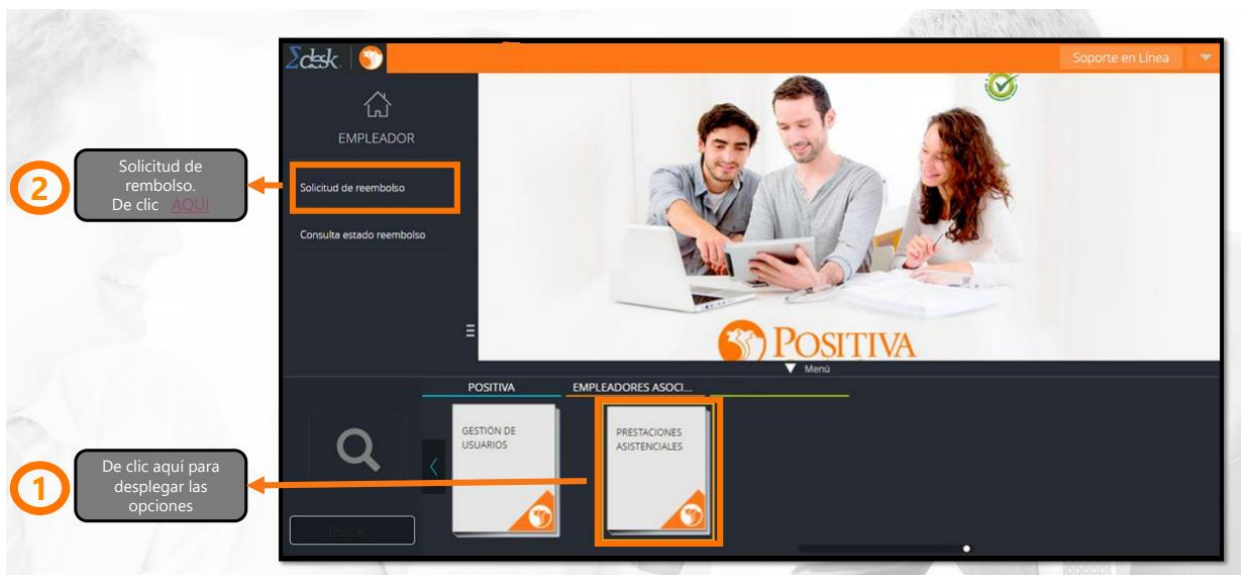 Σdesk
Soporte en Línea
EMPLEADOR
2
Solicitud de
rembolso.
De clic AQUI
Solicitud de reembolso
Consulta estado reembolso
POSITIVA
Menú
POSITIVA
EMPLEADORES ASOCI...
GESTIÓN DE
USUARIOS
PRESTACIONES
ASISTENCIALES
1
De clic aquí para
desplegar las
opciones
Buscar